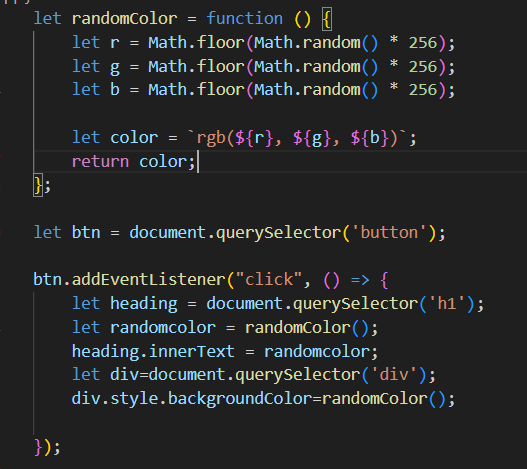 let randomColor = function () {
    let r = Math.floor(Math.random() * 256);
    let g = Math.floor(Math.random() * 256);
    let b = Math.floor(Math.random() * 256);

    let color = `rgb(${r}, ${g}, ${b})`;
    return color;
};

let btn = document.querySelector('button');

btn.addEventListener("click", () => {
    let heading = document.querySelector('h1');
    let randomcolor = randomColor();
    heading.innerText = randomcolor;
    let div=document.querySelector('div');
    div.style.backgroundColor=randomColor();

});